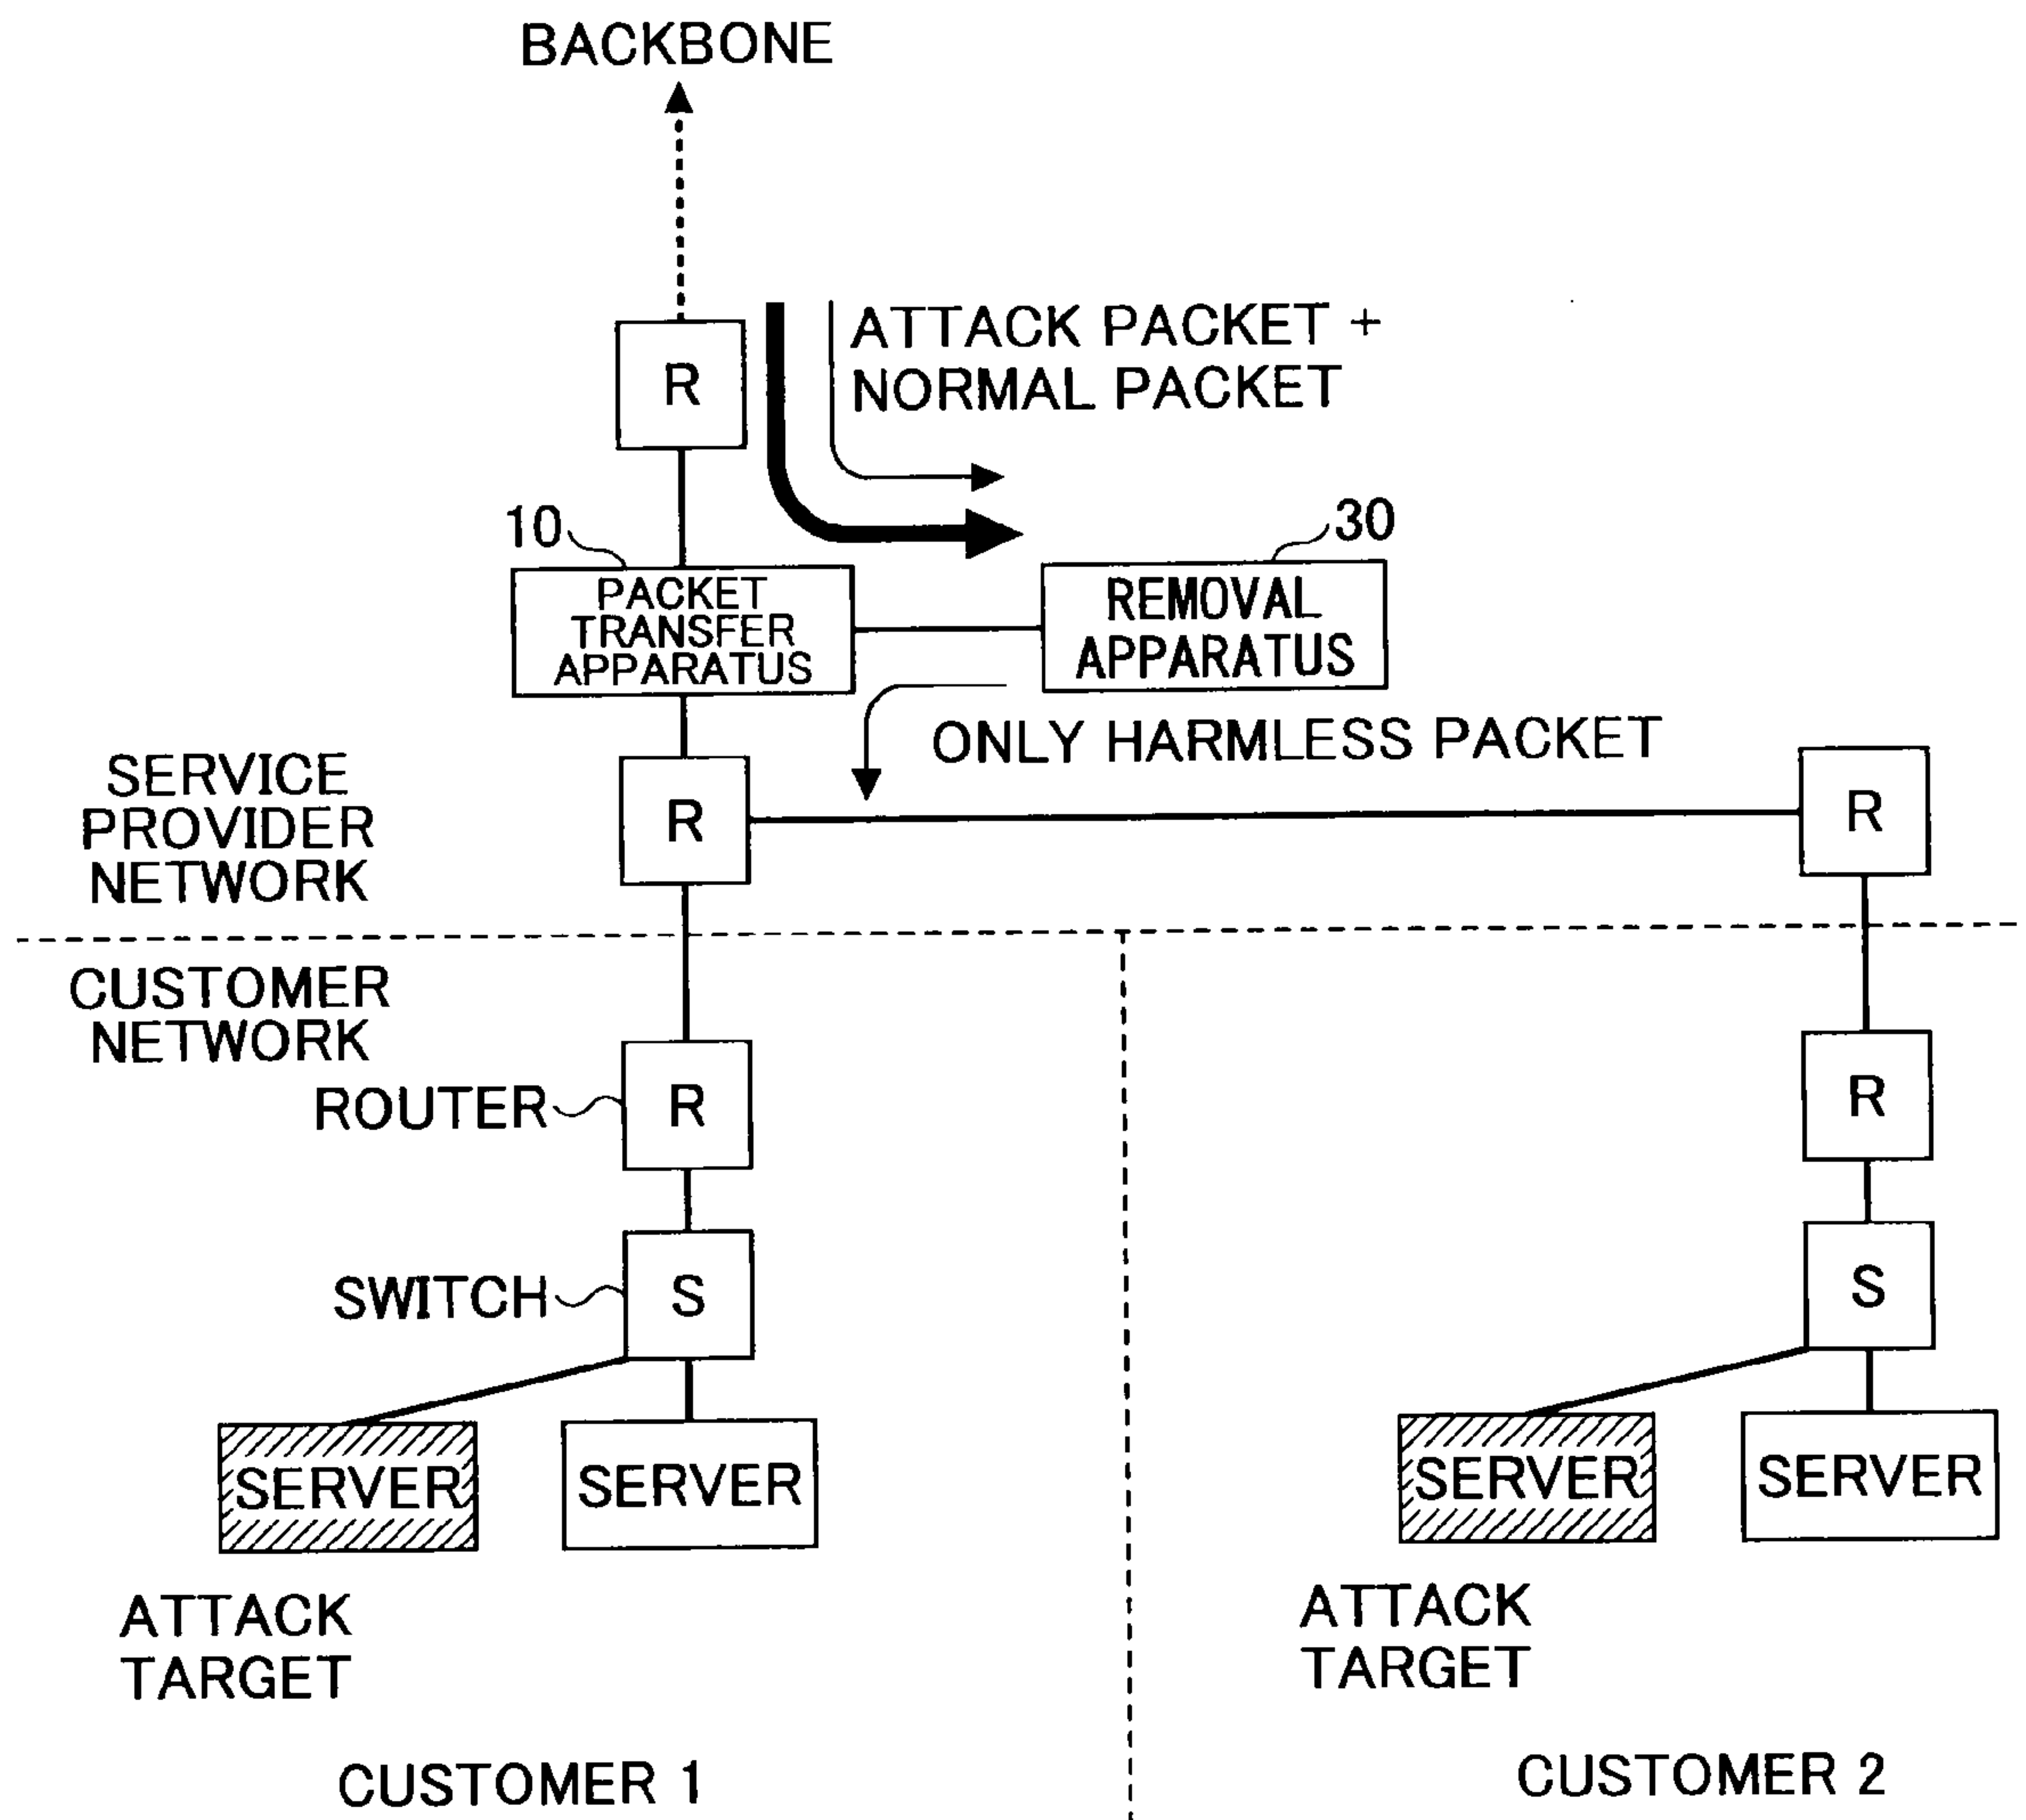 BACKBONE
R
ATTACK PACKET +
NORMAL PACKET
10
30
PACKET
TRANSFER
APPARATUS
REMOVAL
APPARATUS
ONLY HARMLESS PACKET
SERVICE
PROVIDER
NETWORK
R
R
CUSTOMER
NETWORK
ROUTER
R
R
SWITCH
S
S
SERVER
SERVER
SERVER
SERVER
ATTACK
TARGET
ATTACK
TARGET
CUSTOMER 1
CUSTOMER 2